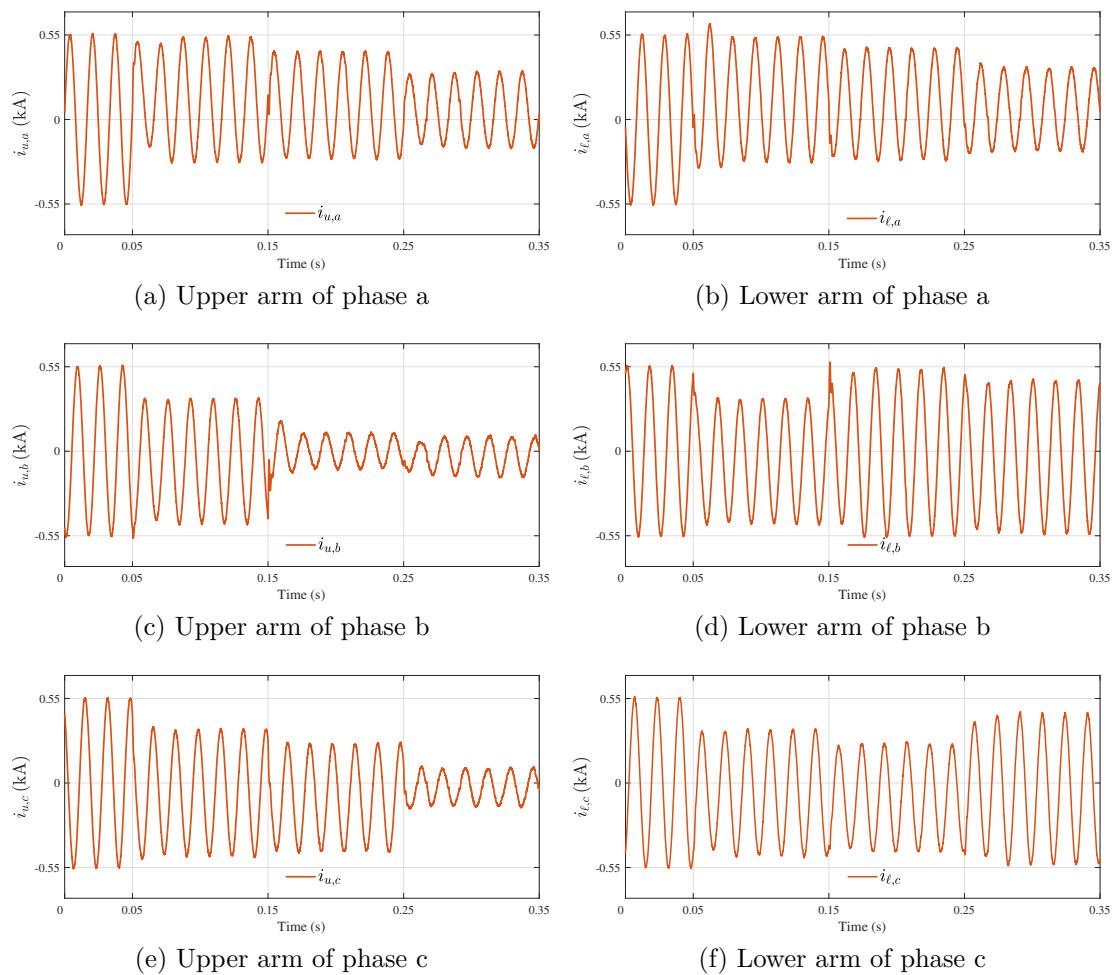 0.55
0
-0.55
i_{u,a} (kA)
i_{u,a}
0 0.05 0.15 0.25 0.35
Time (s)
(a) Upper arm of phase a
0.55
0
-0.55
i_{ℓ,a} (kA)
i_{ℓ,a}
0 0.05 0.15 0.25 0.35
Time (s)
(b) Lower arm of phase a
0.55
0
-0.55
i_{u,b} (kA)
i_{u,b}
0 0.05 0.15 0.25 0.35
Time (s)
(c) Upper arm of phase b
0.55
0
-0.55
i_{ℓ,b} (kA)
i_{ℓ,b}
0 0.05 0.15 0.25 0.35
Time (s)
(d) Lower arm of phase b
0.55
0
-0.55
i_{u,c} (kA)
i_{u,c}
0 0.05 0.15 0.25 0.35
Time (s)
(e) Upper arm of phase c
0.55
0
-0.55
i_{ℓ,c} (kA)
i_{ℓ,c}
0 0.05 0.15 0.25 0.35
Time (s)
(f) Lower arm of phase c